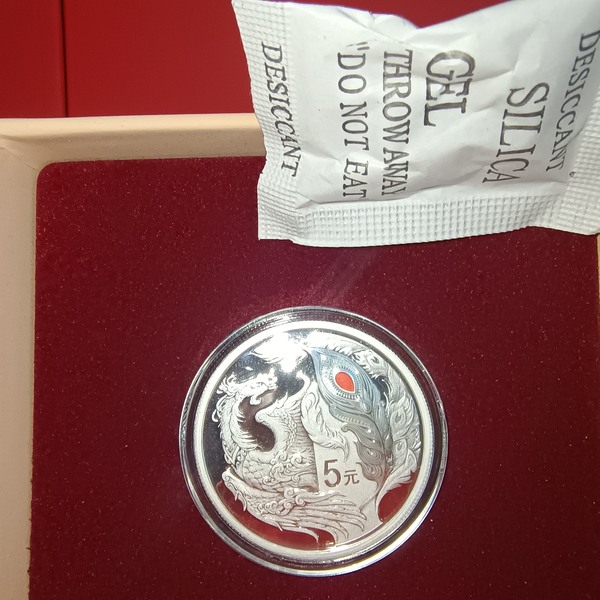 DESICCANT
SILICA
GEL
THROW AWAY
"DO NOT EAT
DESICCANT
5元